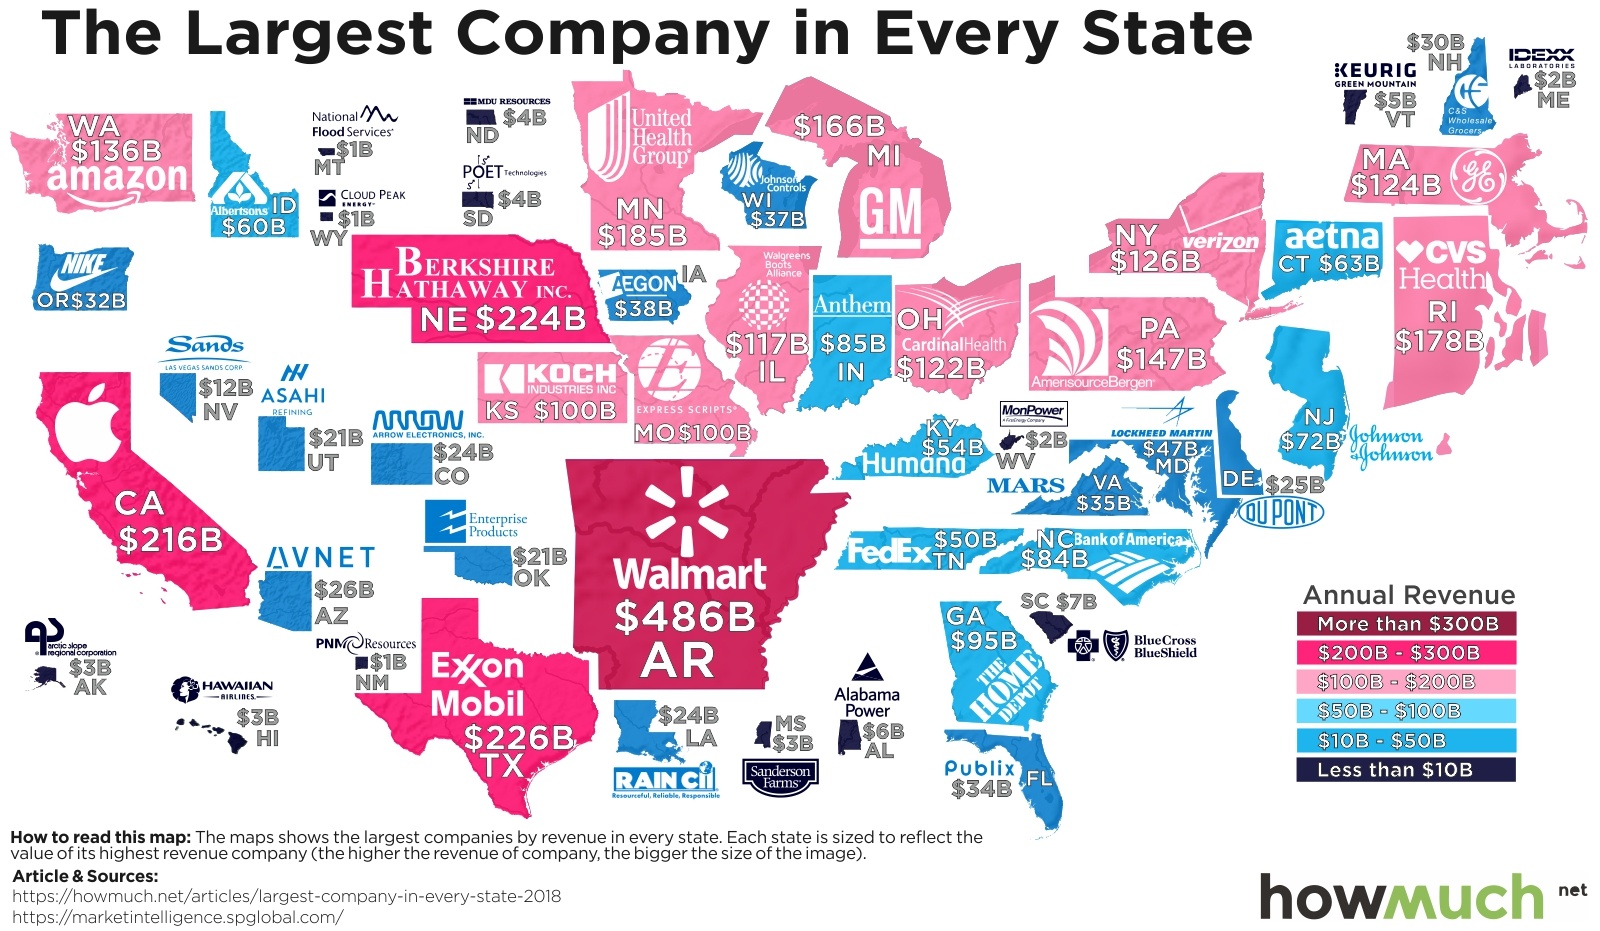 The Largest Company in Every State
WA
$136B
amazon
Albertsons
ID
$60B
National
Flood Services
$1B
MT
CLOUD PEAK
ENERGY
$1B
WY
MDU RESOURCES
$4B
ND
POET Technologies
$4B
SD
United
Health
Group
MN
$185B
Johnson
Controls
WI
$37B
$166B
MI
GM
KEURIG
GREEN MOUNTAIN
$5B
VT
$30B
NH
C&S
Wholesale
Grocers
IDEXX
LABORATORIES
$2B
ME
MA
$124B
GE
NIKE
OR $32B
BERKSHIRE
HATHAWAY INC.
NE $224B
AEGON
IA
$38B
Walgreens
Boots
Alliance
$117B
IL
Anthem
$85B
IN
OH
CardinalHealth
$122B
PA
$147B
AmerisourceBergen
NY
$126B
verizon
aetna
CT $63B
CVS
Health
RI
$178B
Sands
LAS VEGAS SANDS CORP.
$12B
NV
ASAHI
REFINING
$21B
UT
ARROW
ARROW ELECTRONICS, INC.
$24B
CO
KOCH
INDUSTRIES INC
KS $100B
EXPRESS SCRIPTS
MO $100B
KY
$54B
Humana
MonPower
A FirstEnergy Company
$2B
WV
LOCKHEED MARTIN
$47B
MD
MARS
VA
$35B
DE
$25B
DU PONT
NJ
$72B
Johnson
&Johnson
CA
$216B
AVNET
$26B
AZ
Enterprise
Products
$21B
OK
Walmart
$486B
AR
FedEx
$50B
TN
NC
$84B
Bank of America
SC $7B
BlueCross
BlueShield
GA
$95B
THE
HOME
DEPOT
arctic slope
regional corporation
$3B
AK
HAWAIIAN
AIRLINES
$3B
HI
PNM Resources
$1B
NM
Exxon
Mobil
$226B
TX
$24B
LA
RAIN CII
Resourceful, Reliable, Responsible
MS
$3B
Sanderson
Farms
Alabama
Power
$6B
AL
Publix
$34B
FL
Annual Revenue
More than $300B
$200B - $300B
$100B - $200B
$50B - $100B
$10B - $50B
Less than $10B
How to read this map: The maps shows the largest companies by revenue in every state. Each state is sized to reflect the
value of its highest revenue company (the higher the revenue of company, the bigger the size of the image).
Article & Sources:
https://howmuch.net/articles/largest-company-in-every-state-2018
https://marketintelligence.spglobal.com/
howmuch net